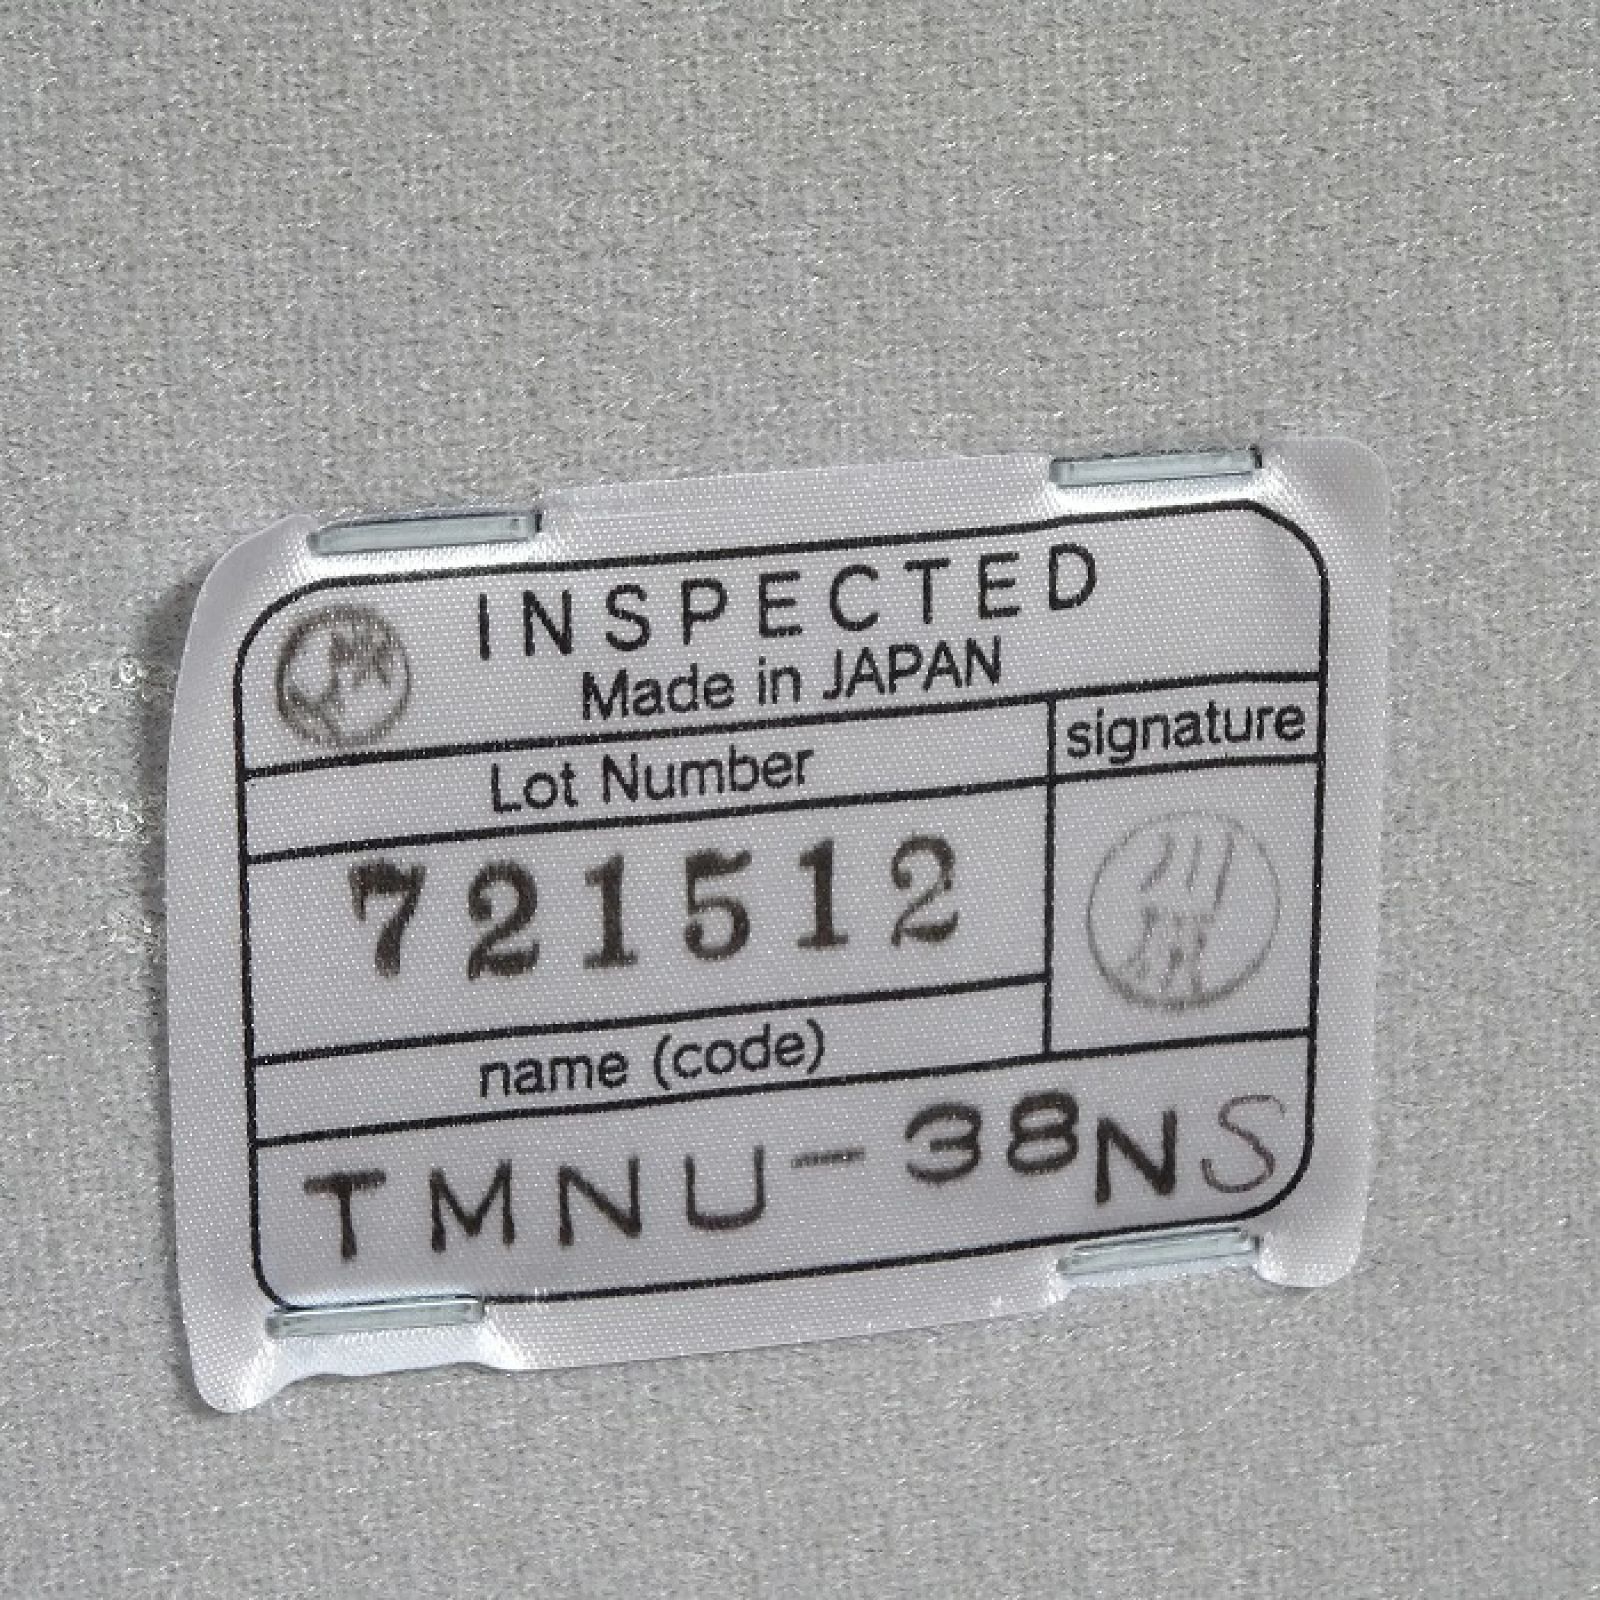 INSPECTED
Made in JAPAN
Lot Number
signature
721512
name (code)
TMNU-38NS